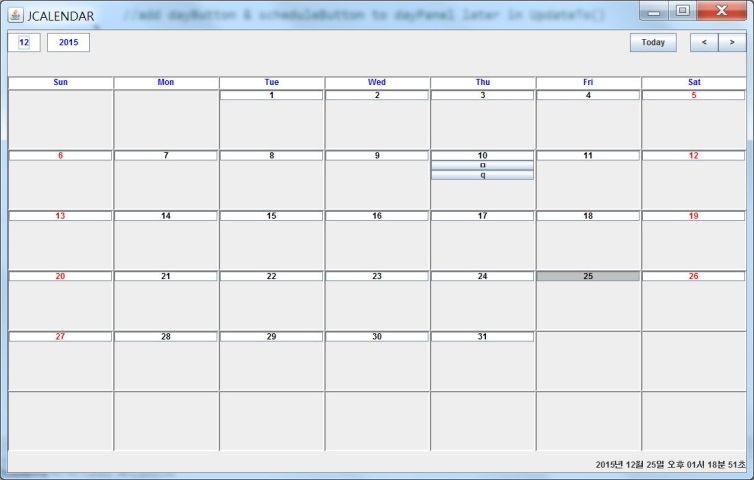 JCALENDAR
//add dayButton & scheduleButton to dayPanel later in UpdateTo()
12 2015 Today < >
Sun Mon Tue Wed Thu Fri Sat
1 2 3 4 5
6 7 8 9 10 11 12
ㅁ
q
13 14 15 16 17 18 19
20 21 22 23 24 25 26
27 28 29 30 31
2015년 12월 25일 오후 01시 18분 51초